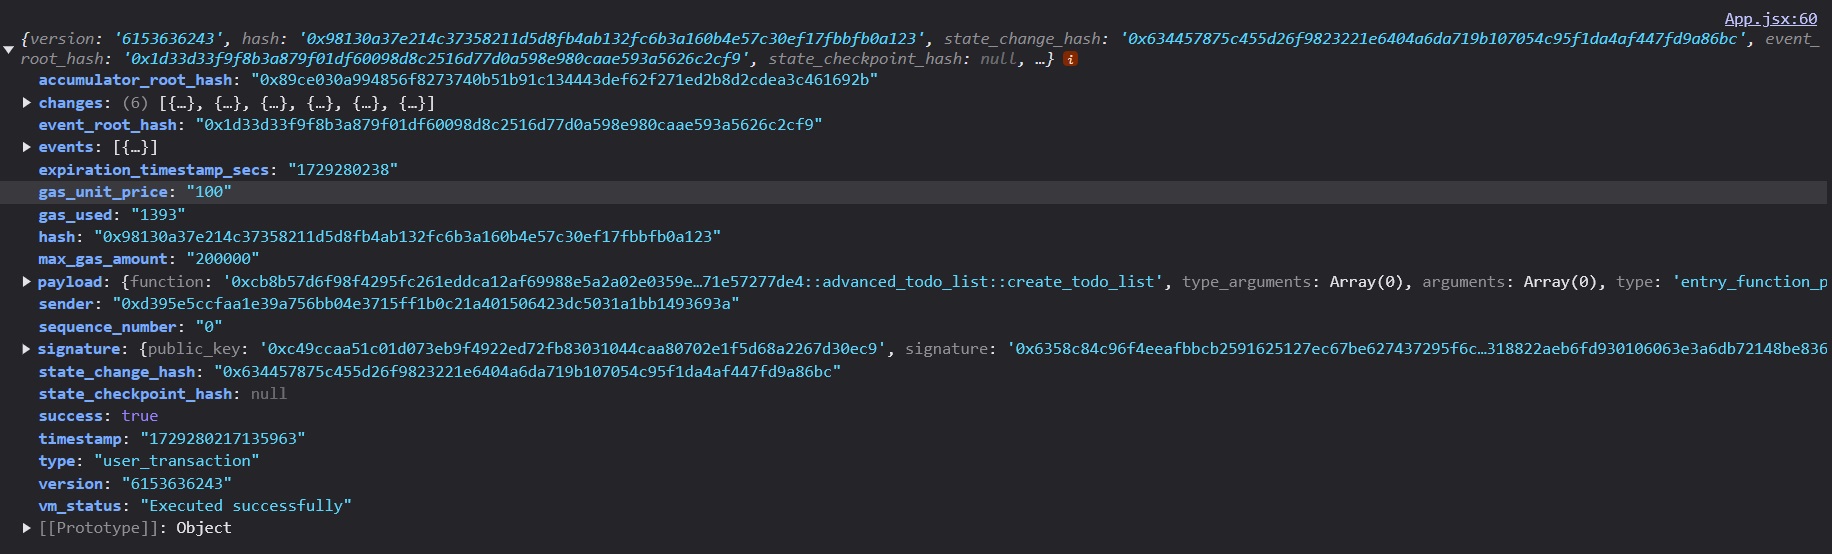 App.jsx:60
{version: '6153636243', hash: '0x98130a37e214c37358211d5d8fb4ab132fc6b3a160b4e57c30ef17fbbfb0a123', state_change_hash: '0x634457875c455d26f9823221e6404a6da719b107054c95f1da4af447fd9a86bc', event_
root_hash: '0x1d33d33f9f8b3a879f01df60098d8c2516d77d0a598e980caae593a5626c2cf9', state_checkpoint_hash: null, …}
accumulator_root_hash: "0x89ce030a994856f8273740b51b91c134443def62f271ed2b8d2cdea3c461692b"
changes: (6) [{…}, {…}, {…}, {…}, {…}, {…}]
event_root_hash: "0x1d33d33f9f8b3a879f01df60098d8c2516d77d0a598e980caae593a5626c2cf9"
events: [{…}]
expiration_timestamp_secs: "1729280238"
gas_unit_price: "100"
gas_used: "1393"
hash: "0x98130a37e214c37358211d5d8fb4ab132fc6b3a160b4e57c30ef17fbbfb0a123"
max_gas_amount: "200000"
payload: {function: '0xcb8b57d6f98f4295fc261eddca12af69988e5a2a02e0359e…71e57277de4::advanced_todo_list::create_todo_list', type_arguments: Array(0), arguments: Array(0), type: 'entry_function_p
sender: "0xd395e5ccfaa1e39a756bb04e3715ff1b0c21a401506423dc5031a1bb1493693a"
sequence_number: "0"
signature: {public_key: '0xc49ccaa51c01d073eb9f4922ed72fb83031044caa80702e1f5d68a2267d30ec9', signature: '0x6358c84c96f4eeafbbcb2591625127ec67be627437295f6c…318822aeb6fd930106063e3a6db72148be836
state_change_hash: "0x634457875c455d26f9823221e6404a6da719b107054c95f1da4af447fd9a86bc"
state_checkpoint_hash: null
success: true
timestamp: "1729280217135963"
type: "user_transaction"
version: "6153636243"
vm_status: "Executed successfully"
[[Prototype]]: Object